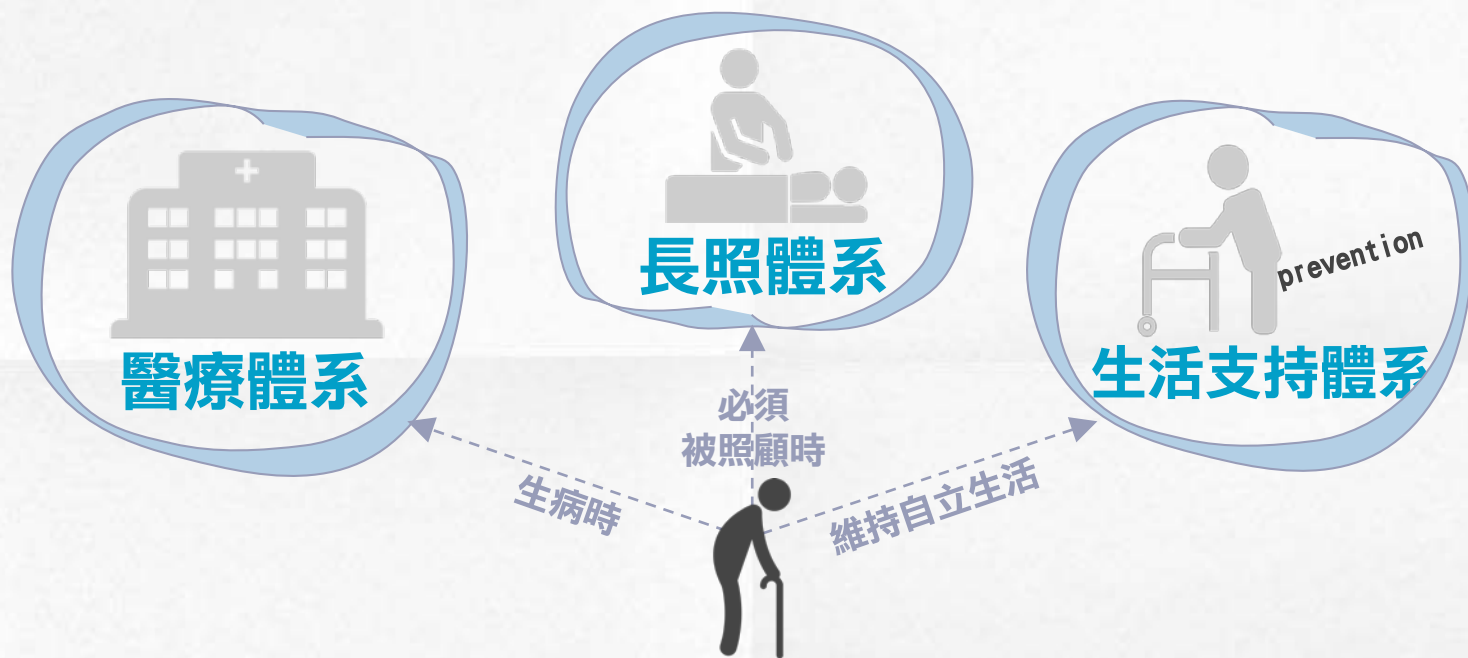 醫療體系
長照體系
prevention
生活支持體系
生病時
必須
被照顧時
維持自立生活